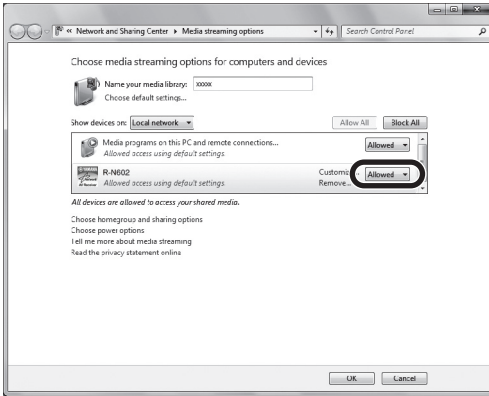 « Network and Sharing Center ▸ Media streaming options
Search Control Panel
Choose media streaming options for computers and devices
Name your media library: xxxxx
Choose default settings...
Show devices on: Local network
Allow All
Block All
Media programs on this PC and remote connections...
Allowed access using default settings.
Allowed
R-N602
Allowed access using default settings.
Remove...
Allowed
All devices are allowed to access your shared media.
Choose homegroup and sharing options
Choose power options
Tell me more about media streaming
Read the privacy statement online
OK
Cancel